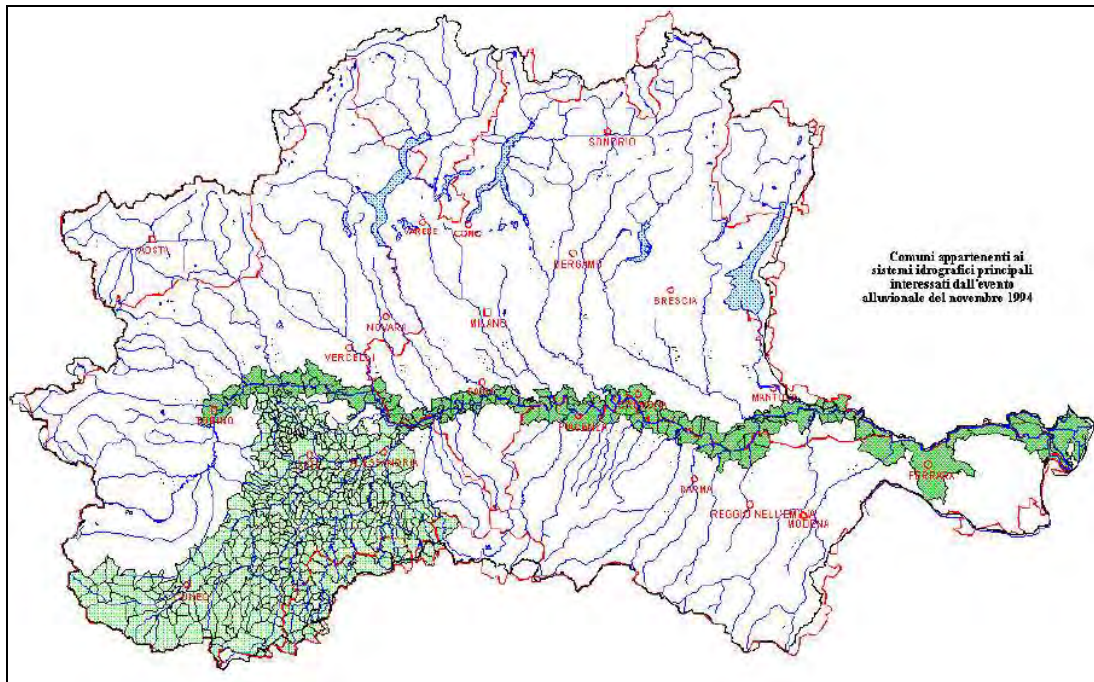 SONDRIO
VARESE
COMO
AOSTA
BERGAMO
Comuni appartenenti ai
sistemi idrografici principali
interessati dall'evento
alluvionale del novembre 1994
BRESCIA
NOVARA
MILANO
VERCELLI
PAVIA
MANTOVA
TORINO
PIACENZA
ALESSANDRIA
FERRARA
PARMA
REGGIO NELL'EMILIA
MODENA
CUNEO